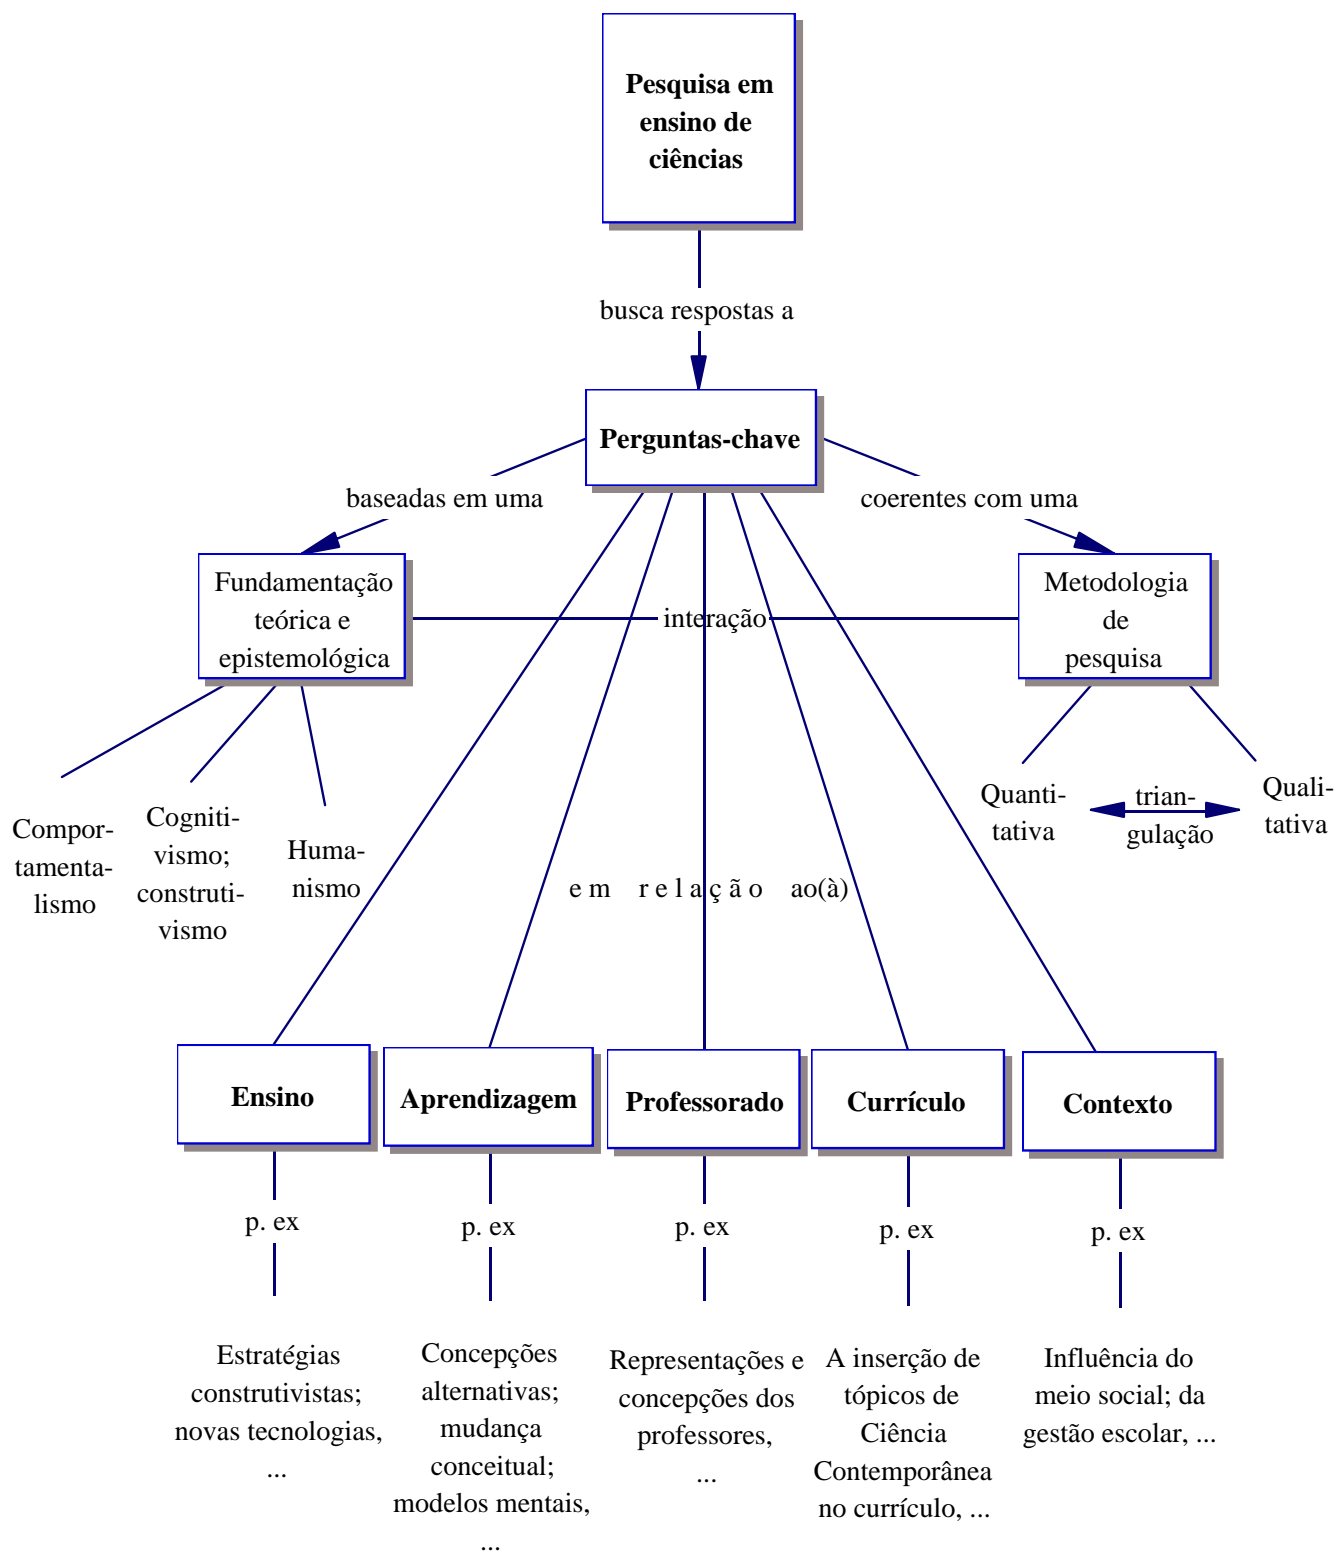 Pesquisa em
ensino de
ciências
busca respostas a
Perguntas-chave
baseadas em uma
coerentes com uma
Fundamentação
teórica e
epistemológica
interação
Metodologia
de
pesquisa
Compor-
tamenta-
lismo
Cogniti-
vismo;
construti-
vismo
Huma-
nismo
Quanti-
tativa
trian-
gulação
Quali-
tativa
em relação ao(à)
Ensino
Aprendizagem
Professorado
Currículo
Contexto
p. ex
p. ex
p. ex
p. ex
p. ex
Estratégias
construtivistas;
novas tecnologias,
...
Concepções
alternativas;
mudança
conceitual;
modelos mentais,
...
Representações e
concepções dos
professores,
...
A inserção de
tópicos de
Ciência
Contemporânea
no currículo, ...
Influência do
meio social; da
gestão escolar, ...